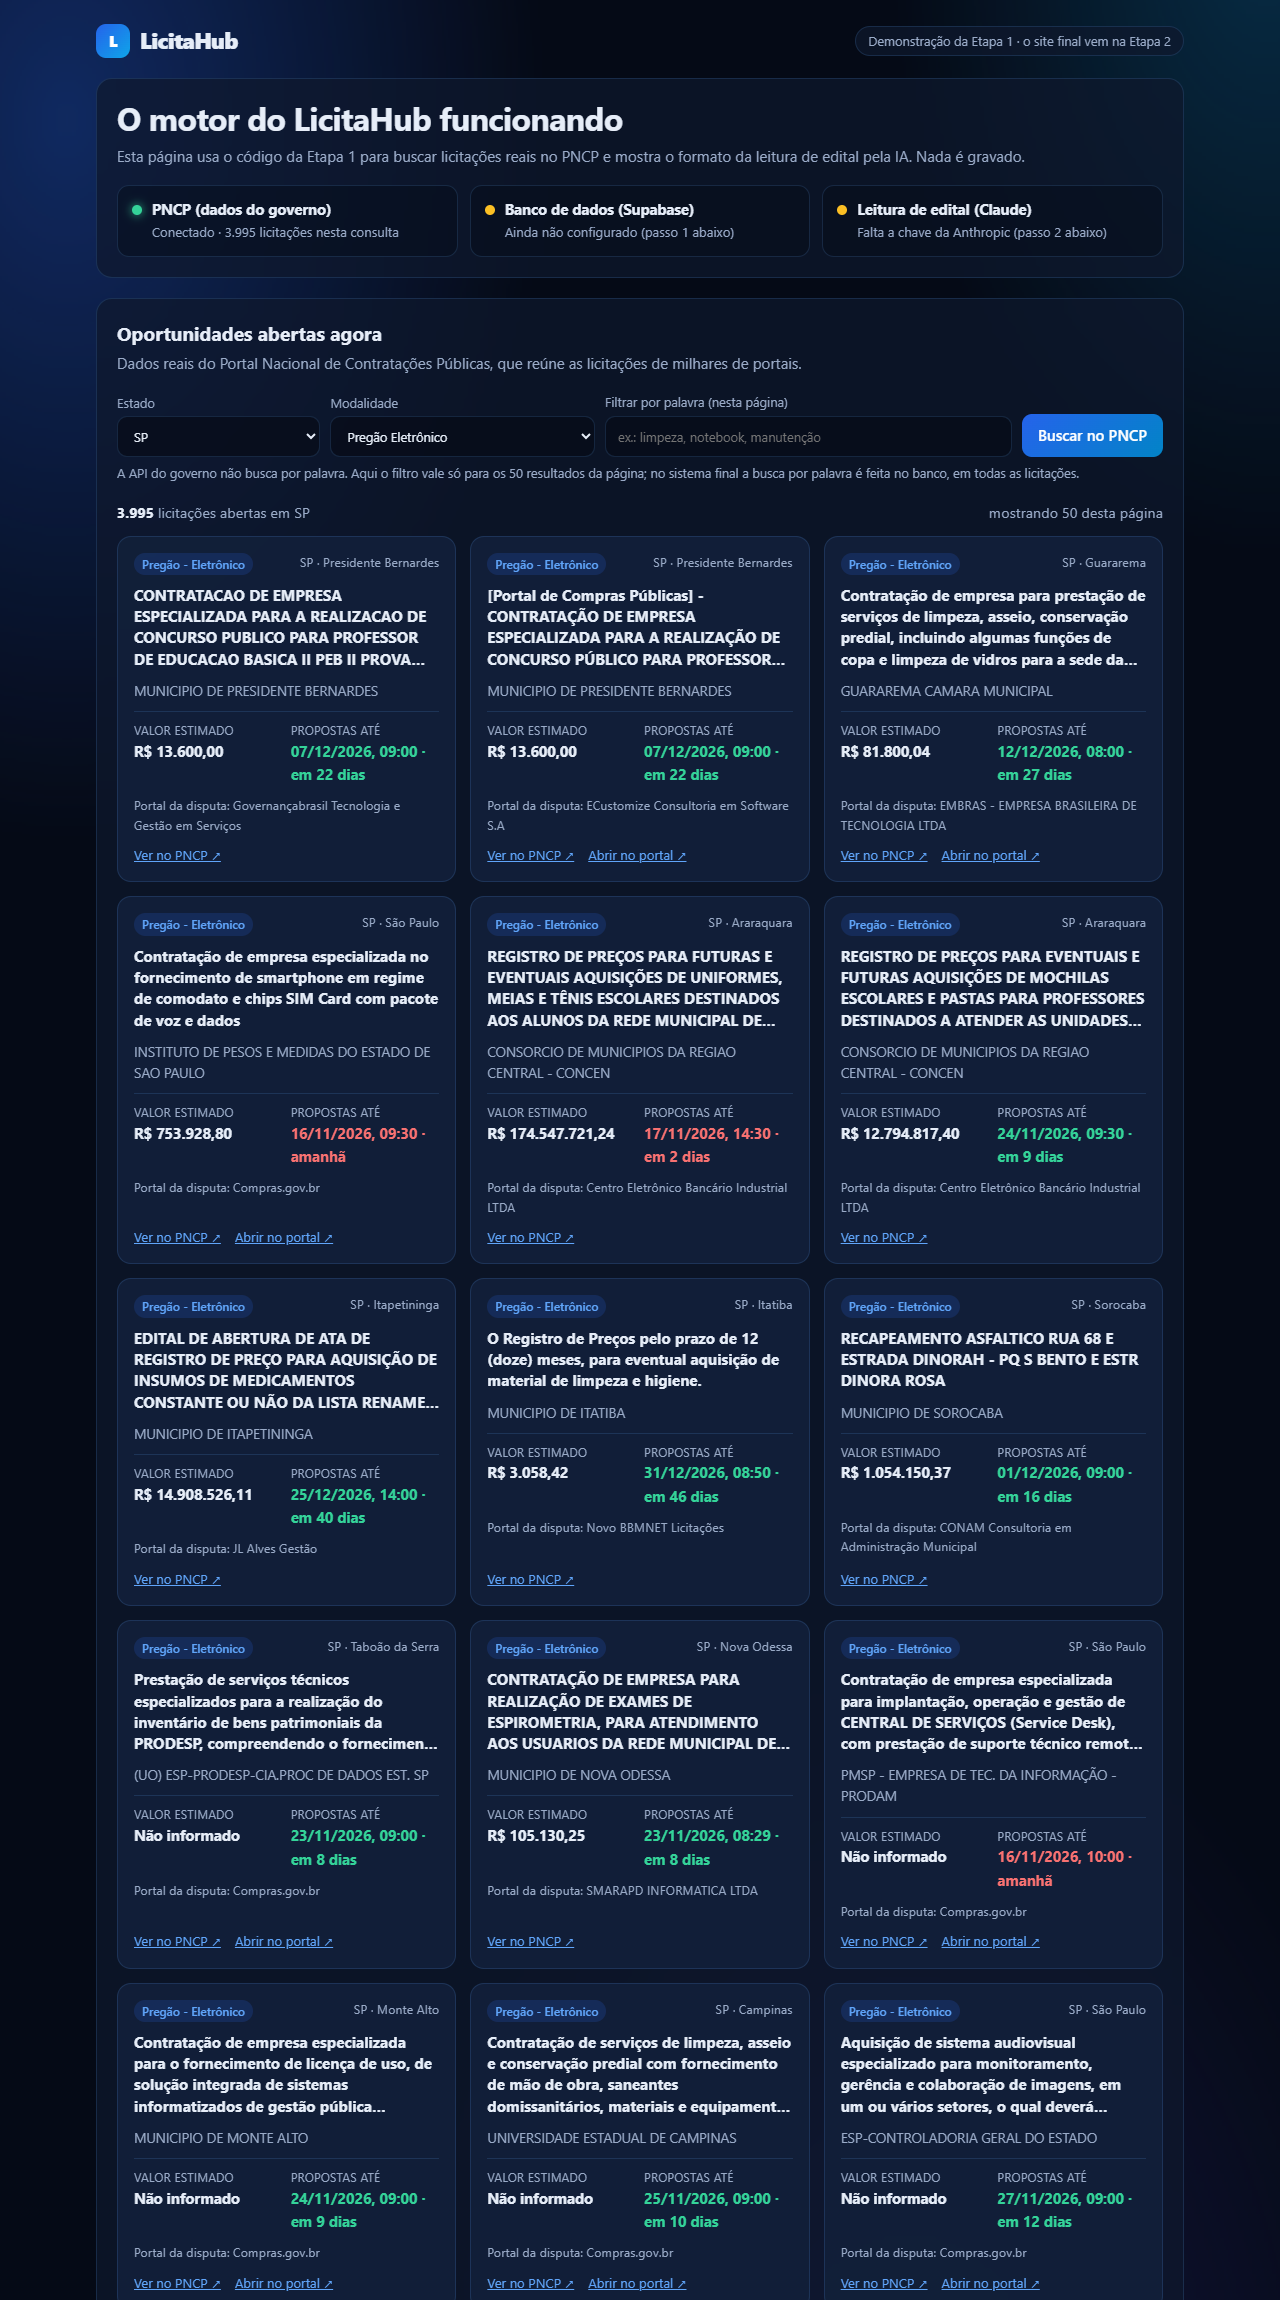 L LicitaHub
Demonstração da Etapa 1 · o site final vem na Etapa 2
O motor do LicitaHub funcionando
Esta página usa o código da Etapa 1 para buscar licitações reais no PNCP e mostra o formato da leitura de edital pela IA. Nada é gravado.
PNCP (dados do governo)
Conectado · 3.995 licitações nesta consulta
Banco de dados (Supabase)
Ainda não configurado (passo 1 abaixo)
Leitura de edital (Claude)
Falta a chave da Anthropic (passo 2 abaixo)
Oportunidades abertas agora
Dados reais do Portal Nacional de Contratações Públicas, que reúne as licitações de milhares de portais.
Estado
SP
Modalidade
Pregão Eletrônico
Filtrar por palavra (nesta página)
ex.: limpeza, notebook, manutenção
Buscar no PNCP
A API do governo não busca por palavra. Aqui o filtro vale só para os 50 resultados da página; no sistema final a busca por palavra é feita no banco, em todas as licitações.
3.995 licitações abertas em SP
mostrando 50 desta página
Pregão - Eletrônico
SP · Presidente Bernardes
CONTRATACAO DE EMPRESA
ESPECIALIZADA PARA A REALIZACAO DE
CONCURSO PUBLICO PARA PROFESSOR
DE EDUCACAO BASICA II PEB II PROVA...
MUNICIPIO DE PRESIDENTE BERNARDES
VALOR ESTIMADO
R$ 13.600,00
PROPOSTAS ATÉ
07/12/2026, 09:00 ·
em 22 dias
Portal da disputa: Governançabrasil Tecnologia e
Gestão em Serviços
Ver no PNCP ↗
Pregão - Eletrônico
SP · Presidente Bernardes
[Portal de Compras Públicas] -
CONTRATAÇÃO DE EMPRESA
ESPECIALIZADA PARA A REALIZAÇÃO DE
CONCURSO PÚBLICO PARA PROFESSOR...
MUNICIPIO DE PRESIDENTE BERNARDES
VALOR ESTIMADO
R$ 13.600,00
PROPOSTAS ATÉ
07/12/2026, 09:00 ·
em 22 dias
Portal da disputa: ECustomize Consultoria em Software
S.A
Ver no PNCP ↗ Abrir no portal ↗
Pregão - Eletrônico
SP · Guararema
Contratação de empresa para prestação de
serviços de limpeza, asseio, conservação
predial, incluindo algumas funções de
copa e limpeza de vidros para a sede da...
GUARAREMA CAMARA MUNICIPAL
VALOR ESTIMADO
R$ 81.800,04
PROPOSTAS ATÉ
12/12/2026, 08:00 ·
em 27 dias
Portal da disputa: EMBRAS - EMPRESA BRASILEIRA DE
TECNOLOGIA LTDA
Ver no PNCP ↗ Abrir no portal ↗
Pregão - Eletrônico
SP · São Paulo
Contratação de empresa especializada no
fornecimento de smartphone em regime
de comodato e chips SIM Card com pacote
de voz e dados
INSTITUTO DE PESOS E MEDIDAS DO ESTADO DE
SAO PAULO
VALOR ESTIMADO
R$ 753.928,80
PROPOSTAS ATÉ
16/11/2026, 09:30 ·
amanhã
Portal da disputa: Compras.gov.br
Ver no PNCP ↗ Abrir no portal ↗
Pregão - Eletrônico
SP · Araraquara
REGISTRO DE PREÇOS PARA FUTURAS E
EVENTUAIS AQUISIÇÕES DE UNIFORMES,
MEIAS E TÊNIS ESCOLARES DESTINADOS
AOS ALUNOS DA REDE MUNICIPAL DE...
CONSORCIO DE MUNICIPIOS DA REGIAO
CENTRAL - CONCEN
VALOR ESTIMADO
R$ 174.547.721,24
PROPOSTAS ATÉ
17/11/2026, 14:30 ·
em 2 dias
Portal da disputa: Centro Eletrônico Bancário Industrial
LTDA
Ver no PNCP ↗
Pregão - Eletrônico
SP · Araraquara
REGISTRO DE PREÇOS PARA EVENTUAIS E
FUTURAS AQUISIÇÕES DE MOCHILAS
ESCOLARES E PASTAS PARA PROFESSORES
DESTINADOS A ATENDER AS UNIDADES...
CONSORCIO DE MUNICIPIOS DA REGIAO
CENTRAL - CONCEN
VALOR ESTIMADO
R$ 12.794.817,40
PROPOSTAS ATÉ
24/11/2026, 09:30 ·
em 9 dias
Portal da disputa: Centro Eletrônico Bancário Industrial
LTDA
Ver no PNCP ↗
Pregão - Eletrônico
SP · Itapetininga
EDITAL DE ABERTURA DE ATA DE
REGISTRO DE PREÇO PARA AQUISIÇÃO DE
INSUMOS DE MEDICAMENTOS
CONSTANTE OU NÃO DA LISTA RENAME...
MUNICIPIO DE ITAPETININGA
VALOR ESTIMADO
R$ 14.908.526,11
PROPOSTAS ATÉ
25/12/2026, 14:00 ·
em 40 dias
Portal da disputa: JL Alves Gestão
Ver no PNCP ↗
Pregão - Eletrônico
SP · Itatiba
O Registro de Preços pelo prazo de 12
(doze) meses, para eventual aquisição de
material de limpeza e higiene.
MUNICIPIO DE ITATIBA
VALOR ESTIMADO
R$ 3.058,42
PROPOSTAS ATÉ
31/12/2026, 08:50 ·
em 46 dias
Portal da disputa: Novo BBMNET Licitações
Ver no PNCP ↗
Pregão - Eletrônico
SP · Sorocaba
RECAPEAMENTO ASFALTICO RUA 68 E
ESTRADA DINORAH - PQ S BENTO E ESTR
DINORA ROSA
MUNICIPIO DE SOROCABA
VALOR ESTIMADO
R$ 1.054.150,37
PROPOSTAS ATÉ
01/12/2026, 09:00 ·
em 16 dias
Portal da disputa: CONAM Consultoria em
Administração Municipal
Ver no PNCP ↗
Pregão - Eletrônico
SP · Taboão da Serra
Prestação de serviços técnicos
especializados para a realização do
inventário de bens patrimoniais da
PRODESP, compreendendo o fornecimen...
(UO) ESP-PRODESP-CIA.PROC DE DADOS EST. SP
VALOR ESTIMADO
Não informado
PROPOSTAS ATÉ
23/11/2026, 09:00 ·
em 8 dias
Portal da disputa: Compras.gov.br
Ver no PNCP ↗ Abrir no portal ↗
Pregão - Eletrônico
SP · Nova Odessa
CONTRATAÇÃO DE EMPRESA PARA
REALIZAÇÃO DE EXAMES DE
ESPIROMETRIA, PARA ATENDIMENTO
AOS USUARIOS DA REDE MUNICIPAL DE...
MUNICIPIO DE NOVA ODESSA
VALOR ESTIMADO
R$ 105.130,25
PROPOSTAS ATÉ
23/11/2026, 08:29 ·
em 8 dias
Portal da disputa: SMARAPD INFORMATICA LTDA
Ver no PNCP ↗
Pregão - Eletrônico
SP · São Paulo
Contratação de empresa especializada
para implantação, operação e gestão de
CENTRAL DE SERVIÇOS (Service Desk),
com prestação de suporte técnico remot...
PMSP - EMPRESA DE TEC. DA INFORMAÇÃO -
PRODAM
VALOR ESTIMADO
Não informado
PROPOSTAS ATÉ
16/11/2026, 10:00 ·
amanhã
Portal da disputa: Compras.gov.br
Ver no PNCP ↗ Abrir no portal ↗
Pregão - Eletrônico
SP · Monte Alto
Contratação de empresa especializada
para o fornecimento de licença de uso, de
solução integrada de sistemas
informatizados de gestão pública...
MUNICIPIO DE MONTE ALTO
VALOR ESTIMADO
Não informado
PROPOSTAS ATÉ
24/11/2026, 09:00 ·
em 9 dias
Portal da disputa: Compras.gov.br
Ver no PNCP ↗ Abrir no portal ↗
Pregão - Eletrônico
SP · Campinas
Contratação de serviços de limpeza, asseio
e conservação predial com fornecimento
de mão de obra, saneantes
domissanitários, materiais e equipament...
UNIVERSIDADE ESTADUAL DE CAMPINAS
VALOR ESTIMADO
Não informado
PROPOSTAS ATÉ
25/11/2026, 09:00 ·
em 10 dias
Portal da disputa: Compras.gov.br
Ver no PNCP ↗ Abrir no portal ↗
Pregão - Eletrônico
SP · São Paulo
Aquisição de sistema audiovisual
especializado para monitoramento,
gerência e colaboração de imagens, em
um ou vários setores, o qual deverá...
ESP-CONTROLADORIA GERAL DO ESTADO
VALOR ESTIMADO
Não informado
PROPOSTAS ATÉ
27/11/2026, 09:00 ·
em 12 dias
Portal da disputa: Compras.gov.br
Ver no PNCP ↗ Abrir no portal ↗